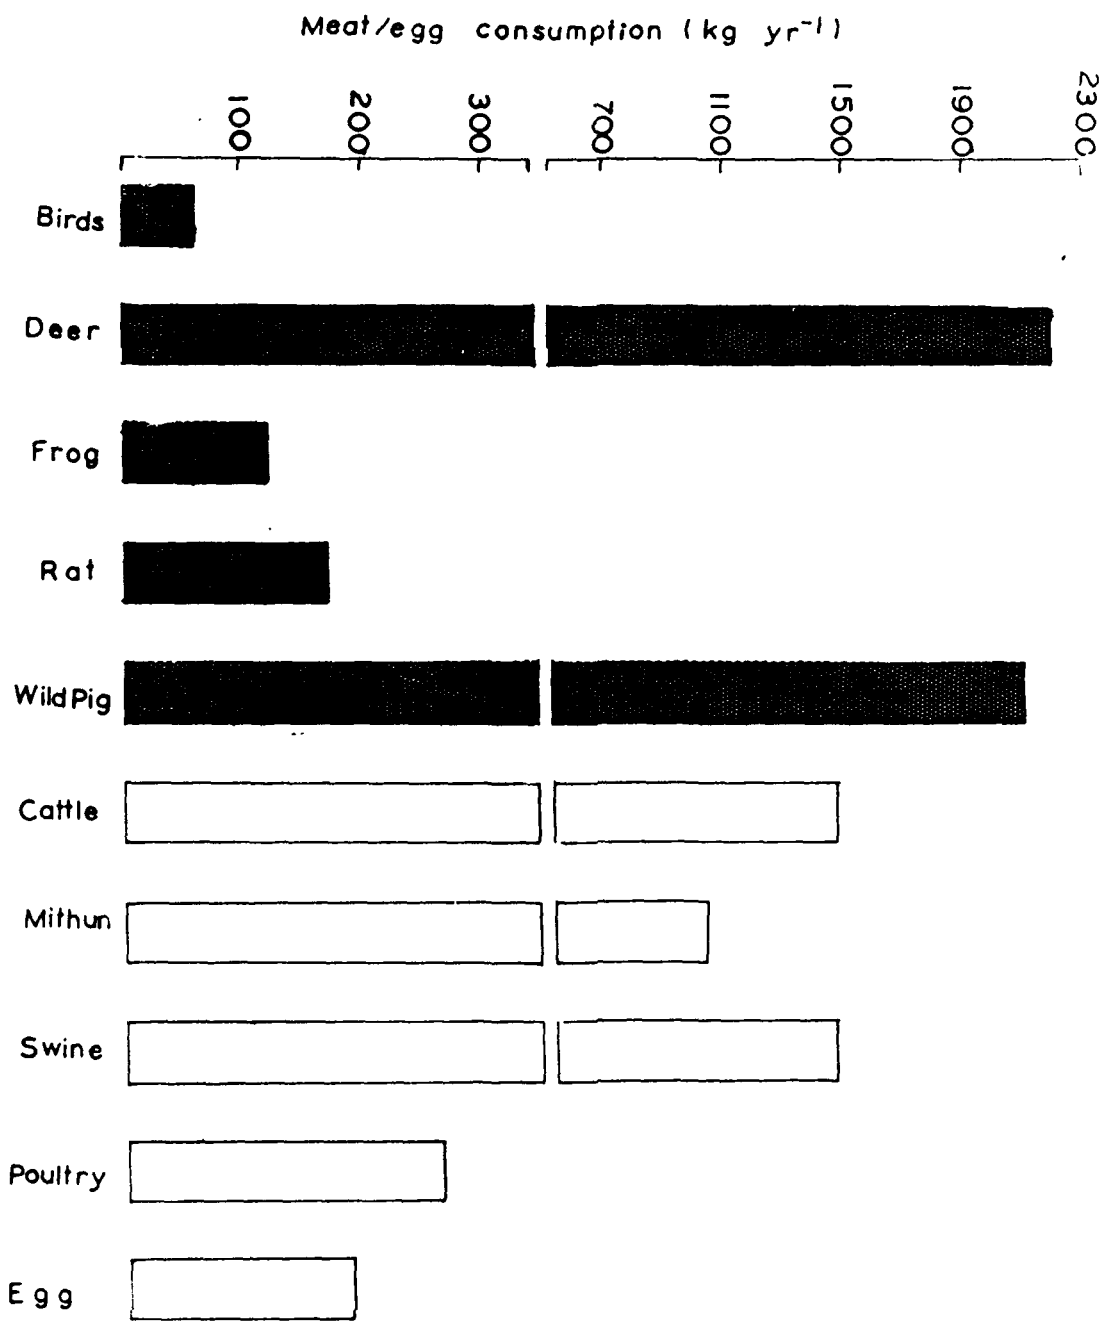 Meat/egg consumption (kg yr⁻¹)
100 200 300 700 1100 1500 1900 2300
Birds
Deer
Frog
Rat
Wild Pig
Cattle
Mithun
Swine
Poultry
Egg